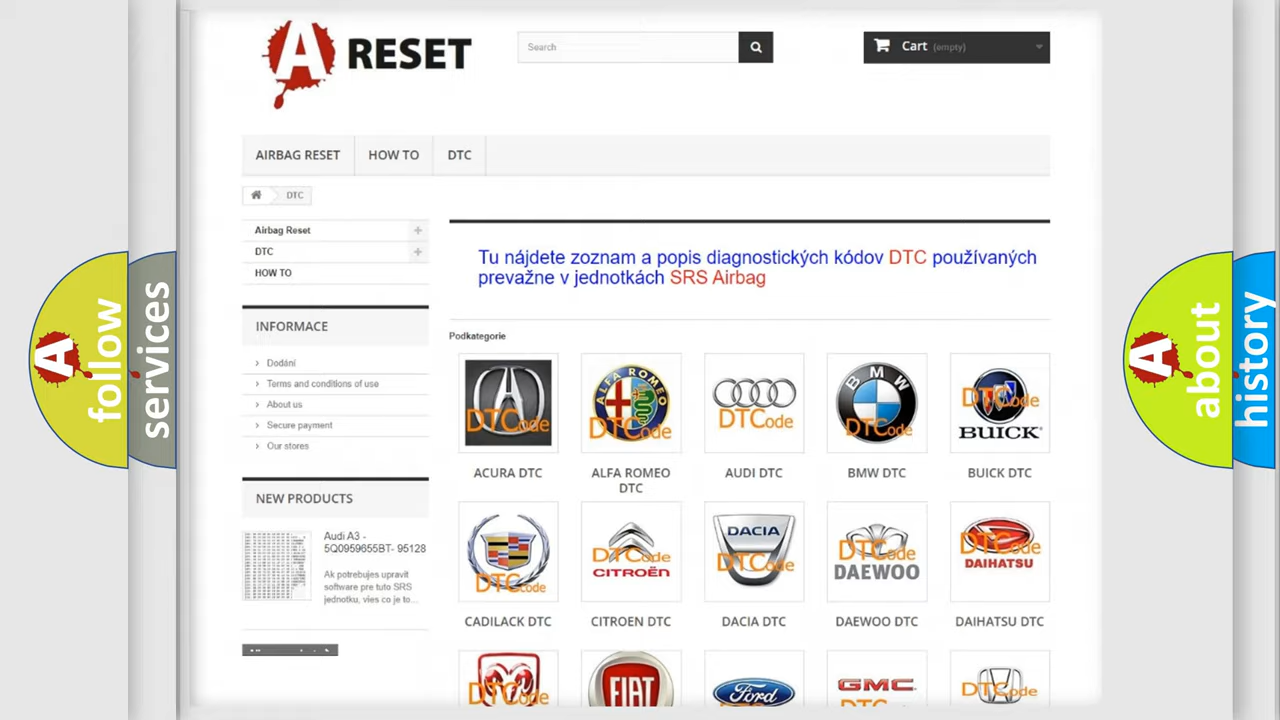 A RESET
Search
Cart (empty)
AIRBAG RESET
HOW TO
DTC
DTC
Airbag Reset
DTC
HOW TO
INFORMACE
Dodání
Terms and conditions of use
About us
Secure payment
Our stores
NEW PRODUCTS
Audi A3 -
5Q0959655BT- 95128
Ak potrebujes upravit
software pre tuto SRS
jednotku, vies co je to...
Tu nájdete zoznam a popis diagnostických kódov DTC používaných
prevažne v jednotkách SRS Airbag
Podkategorie
DTCode
ALFA ROMEO
DTCode
DTCode
BMW
DTCode
DTCode
BUICK
ACURA DTC
ALFA ROMEO
DTC
AUDI DTC
BMW DTC
BUICK DTC
DTCode
DTCode
CITROËN
DACIA
DTCode
DTCode
DAEWOO
DTCode
DAIHATSU
CADILACK DTC
CITROEN DTC
DACIA DTC
DAEWOO DTC
DAIHATSU DTC
DTCode
FIAT
Ford
GMC
DTCode
A follow
services
A about
history